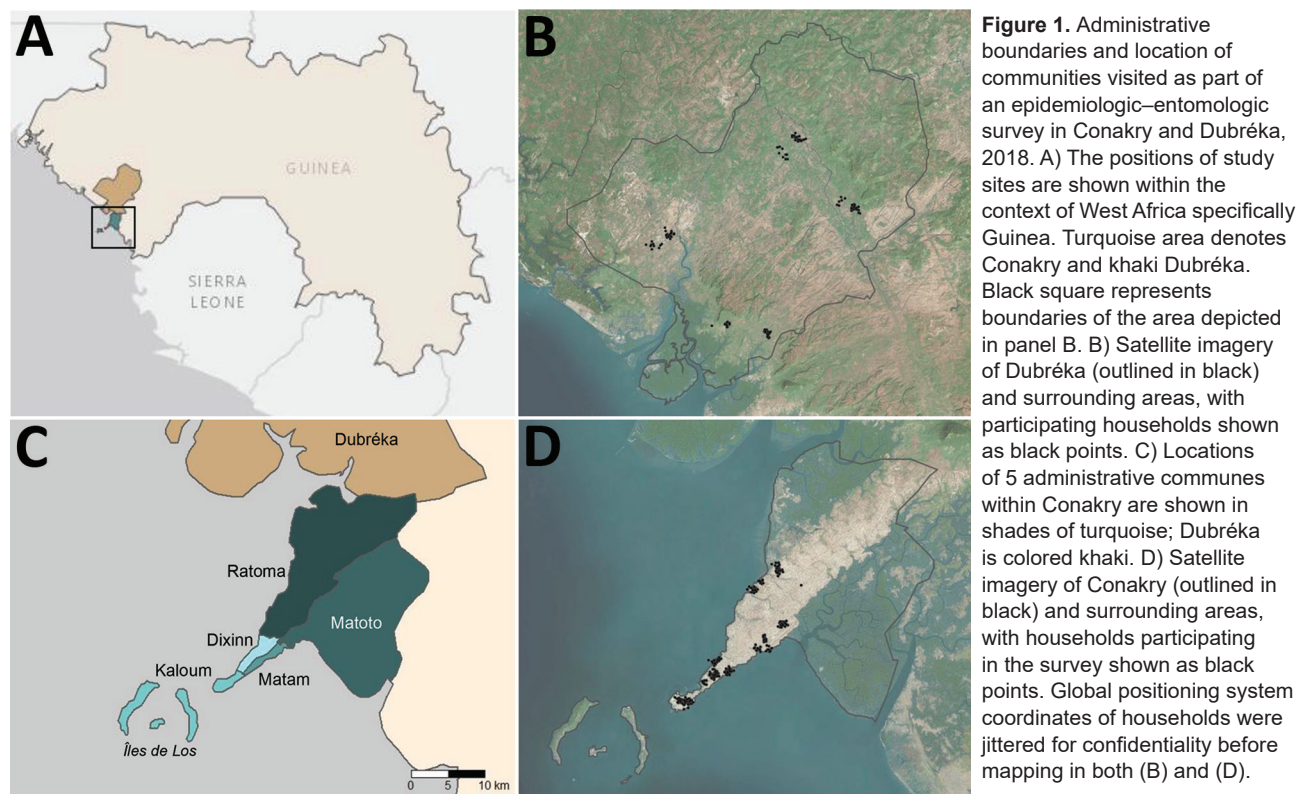 A
GUINEA
SIERRA
LEONE
B
C
Dubréka
Ratoma
Matoto
Dixinn
Kaloum
Matam
Îles de Los
0 5 10 km
D
Figure 1. Administrative
boundaries and location of
communities visited as part of
an epidemiologic–entomologic
survey in Conakry and Dubréka,
2018. A) The positions of study
sites are shown within the
context of West Africa specifically
Guinea. Turquoise area denotes
Conakry and khaki Dubréka.
Black square represents
boundaries of the area depicted
in panel B. B) Satellite imagery
of Dubréka (outlined in black)
and surrounding areas, with
participating households shown
as black points. C) Locations
of 5 administrative communes
within Conakry are shown in
shades of turquoise; Dubréka
is colored khaki. D) Satellite
imagery of Conakry (outlined in
black) and surrounding areas,
with households participating
in the survey shown as black
points. Global positioning system
coordinates of households were
jittered for confidentiality before
mapping in both (B) and (D).